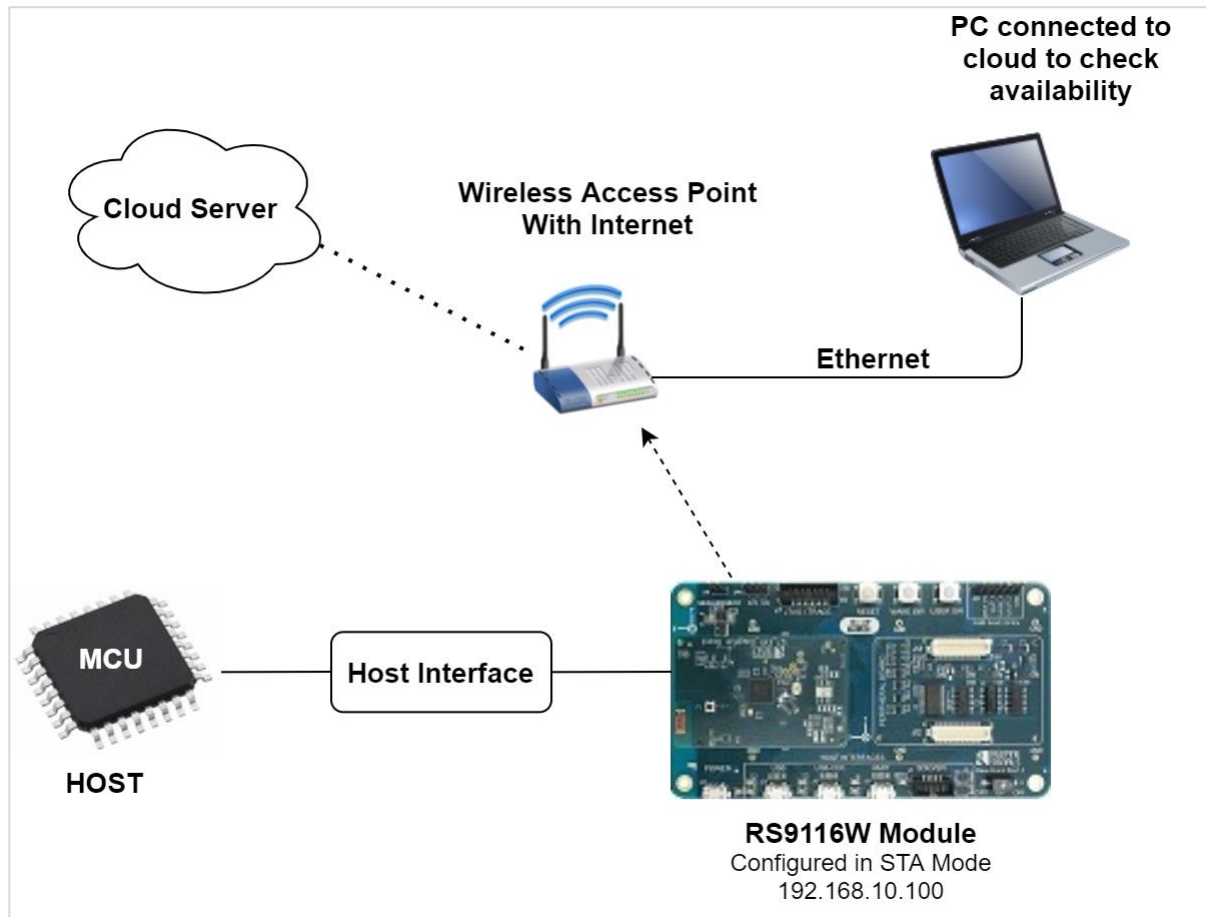 PC connected to
cloud to check
availability
Cloud Server
Wireless Access Point
With Internet
Ethernet
MCU
Host Interface
HOST
RESET
RS9116W Module
Configured in STA Mode
192.168.10.100